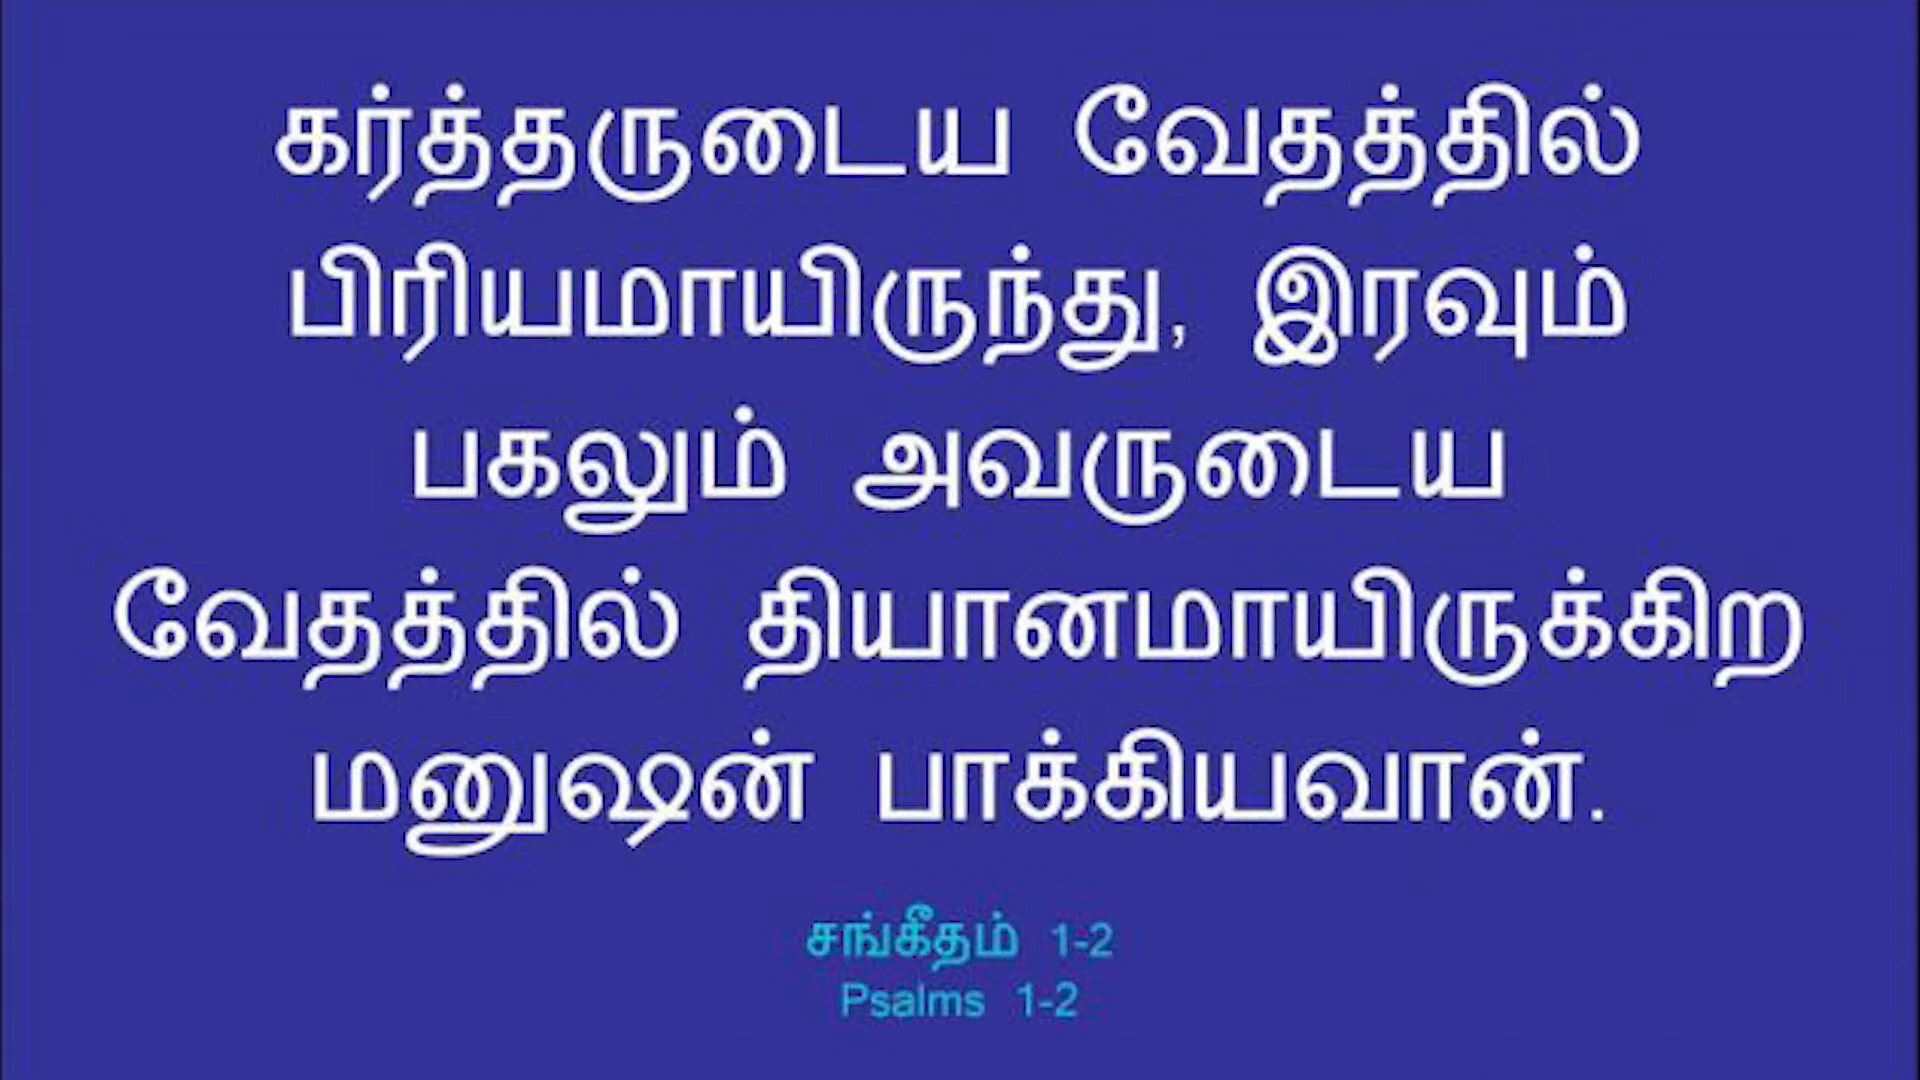 கர்த்தருடைய வேதத்தில்
பிரியமாயிருந்து, இரவும்
பகலும் அவருடைய
வேதத்தில் தியானமாயிருக்கிற
மனுஷன் பாக்கியவான்.
சங்கீதம் 1-2
Psalms 1-2